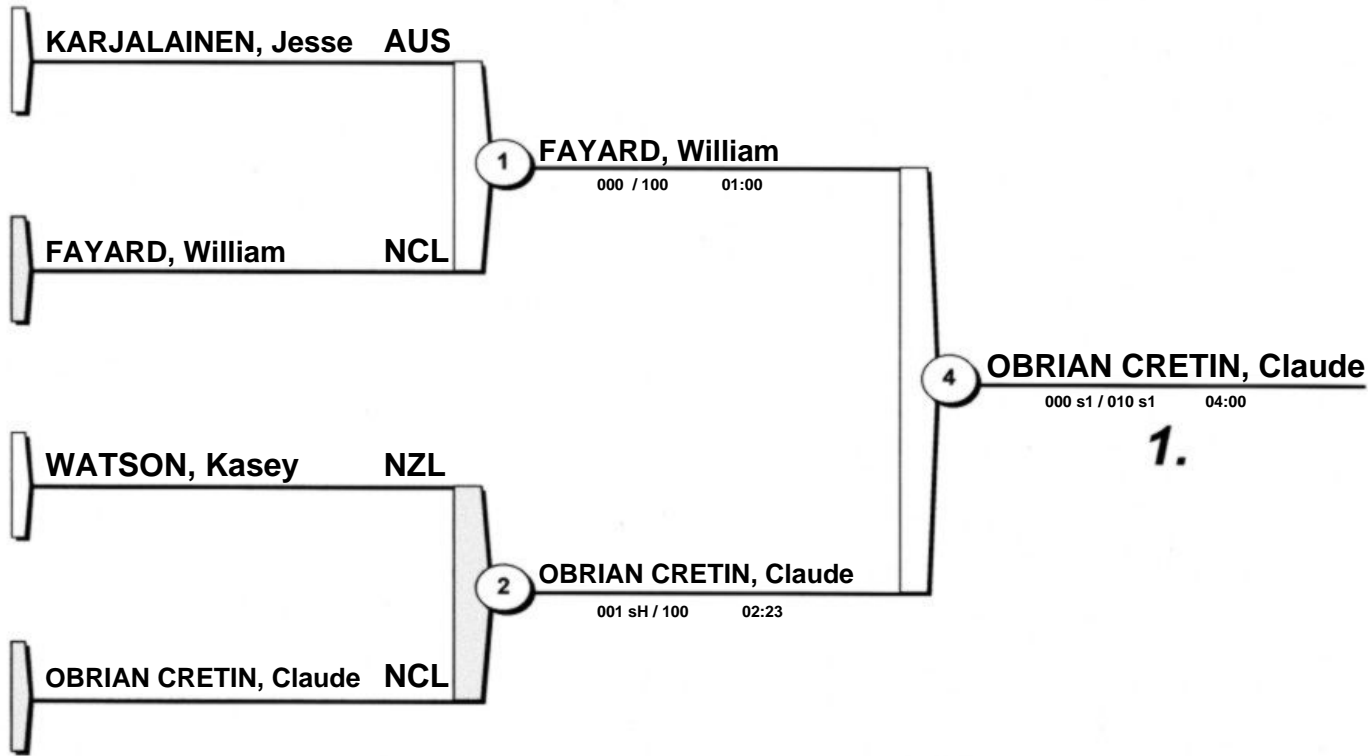 KARJALAINEN, Jesse AUS
1 FAYARD, William
000 / 100 01:00
FAYARD, William NCL
4 OBRIAN CRETIN, Claude
000 s1 / 010 s1 04:00
1.
WATSON, Kasey NZL
2 OBRIAN CRETIN, Claude
001 sH / 100 02:23
OBRIAN CRETIN, Claude NCL